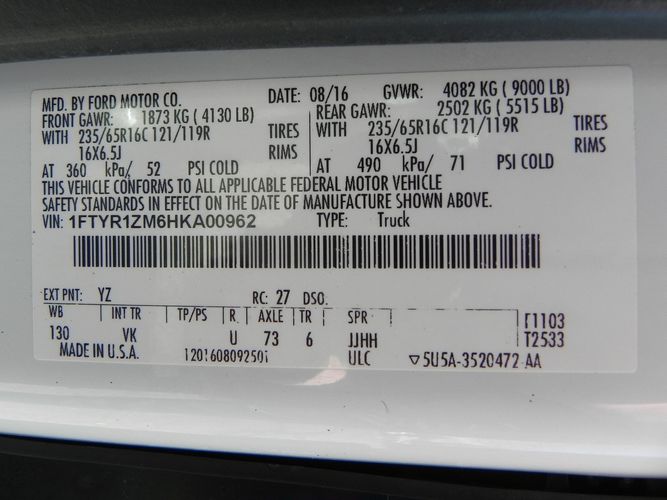 MFD. BY FORD MOTOR CO. DATE: 08/16 GVWR: 4082 KG ( 9000 LB)
FRONT GAWR: 1873 KG ( 4130 LB) REAR GAWR: 2502 KG ( 5515 LB)
WITH 235/65R16C 121/119R TIRES WITH 235/65R16C 121/119R TIRES
16X6.5J RIMS 16X6.5J RIMS
AT 360 kPa/ 52 PSI COLD AT 490 kPa/ 71 PSI COLD
THIS VEHICLE CONFORMS TO ALL APPLICABLE FEDERAL MOTOR VEHICLE
SAFETY STANDARDS IN EFFECT ON THE DATE OF MANUFACTURE SHOWN ABOVE.
VIN: 1FTYR1ZM6HKA00962 TYPE: Truck
EXT PNT: YZ RC: 27 DSO:
WB INT TR TP/PS R AXLE TR SPR T1103
130 VK U 73 6 JJHH T2533
MADE IN U.S.A. 1201608092501 ULC ▽5U5A-3520472-AA